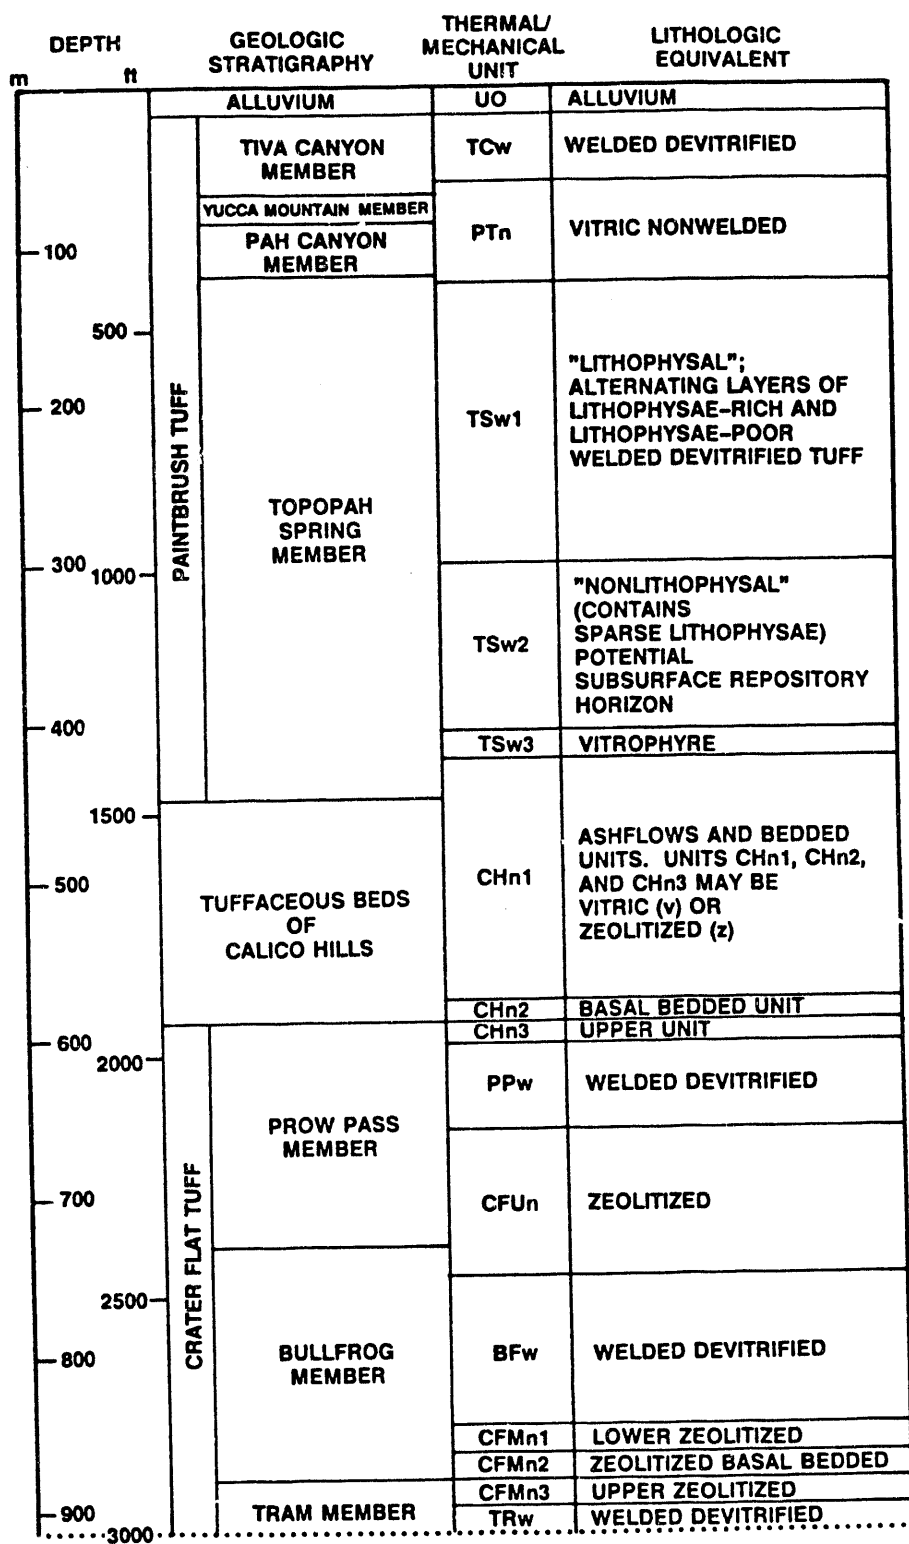 DEPTH
m ft
GEOLOGIC
STRATIGRAPHY
THERMAL/
MECHANICAL
UNIT
LITHOLOGIC
EQUIVALENT
ALLUVIUM
UO
ALLUVIUM
TIVA CANYON
MEMBER
TCw
WELDED DEVITRIFIED
YUCCA MOUNTAIN MEMBER
PAH CANYON
MEMBER
PTn
VITRIC NONWELDED
100
500
200
300
1000
400
1500
500
600
2000
700
2500
800
900
3000
PAINTBRUSH TUFF
TOPOPAH
SPRING
MEMBER
TSw1
"LITHOPHYSAL";
ALTERNATING LAYERS OF
LITHOPHYSAE-RICH AND
LITHOPHYSAE-POOR
WELDED DEVITRIFIED TUFF
TSw2
"NONLITHOPHYSAL"
(CONTAINS
SPARSE LITHOPHYSAE)
POTENTIAL
SUBSURFACE REPOSITORY
HORIZON
TSw3
VITROPHYRE
TUFFACEOUS BEDS
OF
CALICO HILLS
CHn1
ASHFLOWS AND BEDDED
UNITS. UNITS CHn1, CHn2,
AND CHn3 MAY BE
VITRIC (v) OR
ZEOLITIZED (z)
CHn2
BASAL BEDDED UNIT
CHn3
UPPER UNIT
CRATER FLAT TUFF
PROW PASS
MEMBER
PPw
WELDED DEVITRIFIED
CFUn
ZEOLITIZED
BULLFROG
MEMBER
BFw
WELDED DEVITRIFIED
CFMn1
LOWER ZEOLITIZED
CFMn2
ZEOLITIZED BASAL BEDDED
CFMn3
UPPER ZEOLITIZED
TRAM MEMBER
TRw
WELDED DEVITRIFIED